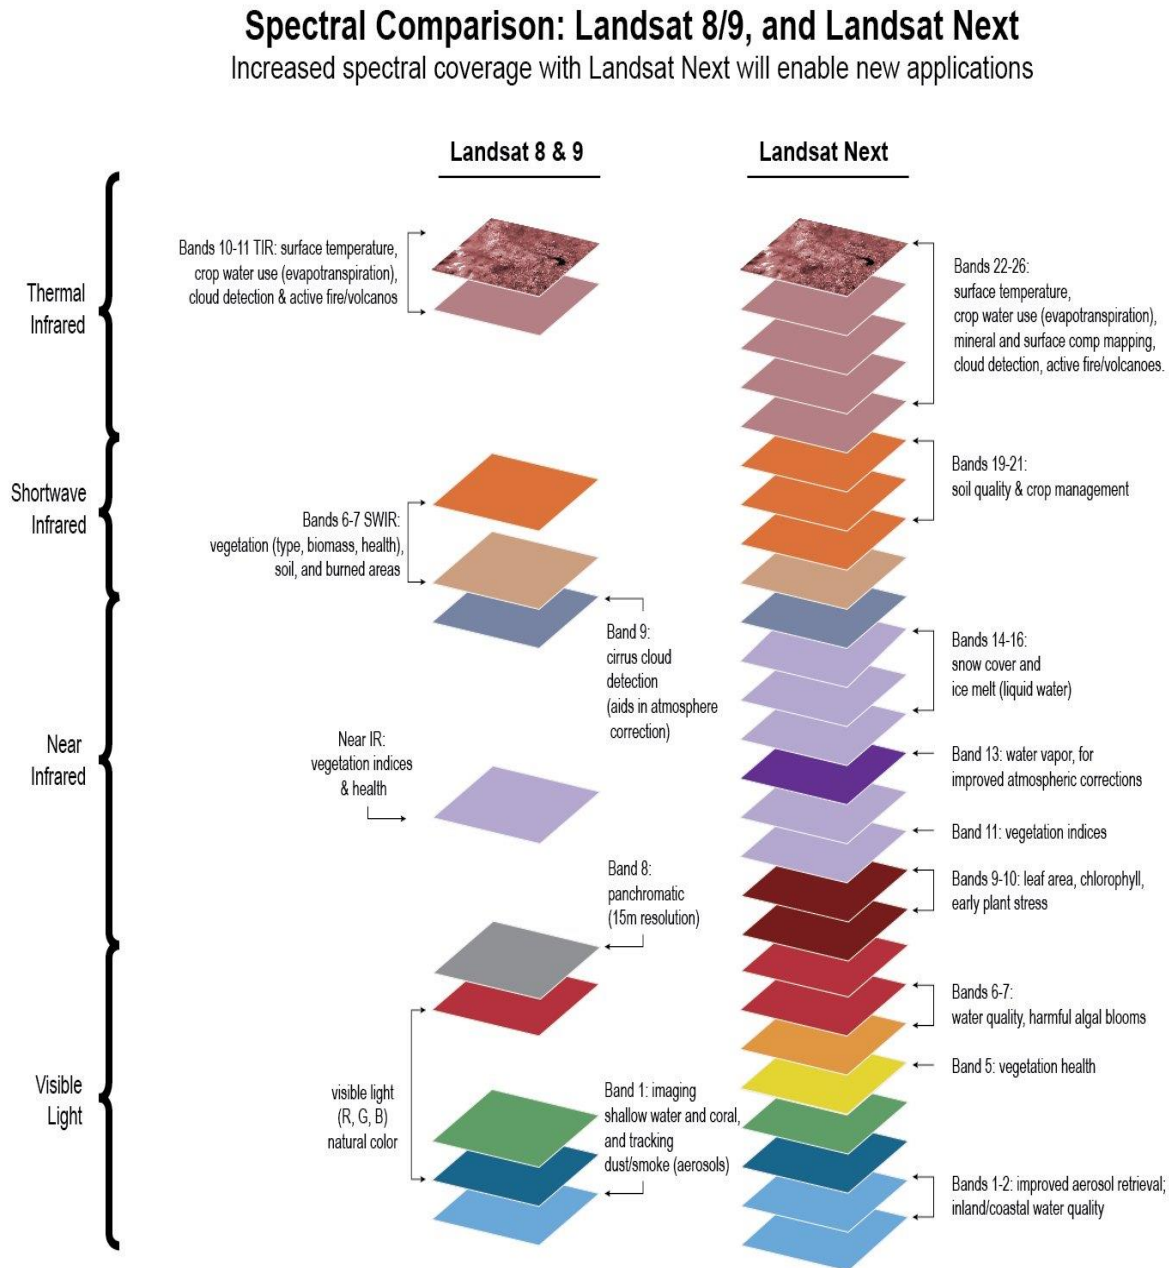 Spectral Comparison: Landsat 8/9, and Landsat Next
Increased spectral coverage with Landsat Next will enable new applications
Landsat 8 & 9
Landsat Next
Thermal
Infrared
Bands 10-11 TIR: surface temperature,
crop water use (evapotranspiration),
cloud detection & active fire/volcanos
Bands 22-26:
surface temperature,
crop water use (evapotranspiration),
mineral and surface comp mapping,
cloud detection, active fire/volcanoes.
Shortwave
Infrared
Bands 6-7 SWIR:
vegetation (type, biomass, health),
soil, and burned areas
Bands 19-21:
soil quality & crop management
Near
Infrared
Band 9:
cirrus cloud
detection
(aids in atmosphere
correction)
Near IR:
vegetation indices
& health
Bands 14-16:
snow cover and
ice melt (liquid water)
Band 13: water vapor, for
improved atmospheric corrections
Band 11: vegetation indices
Band 8:
panchromatic
(15m resolution)
Bands 9-10: leaf area, chlorophyll,
early plant stress
Visible
Light
visible light
(R, G, B)
natural color
Band 1: imaging
shallow water and coral,
and tracking
dust/smoke (aerosols)
Bands 6-7:
water quality, harmful algal blooms
Band 5: vegetation health
Bands 1-2: improved aerosol retrieval;
inland/coastal water quality